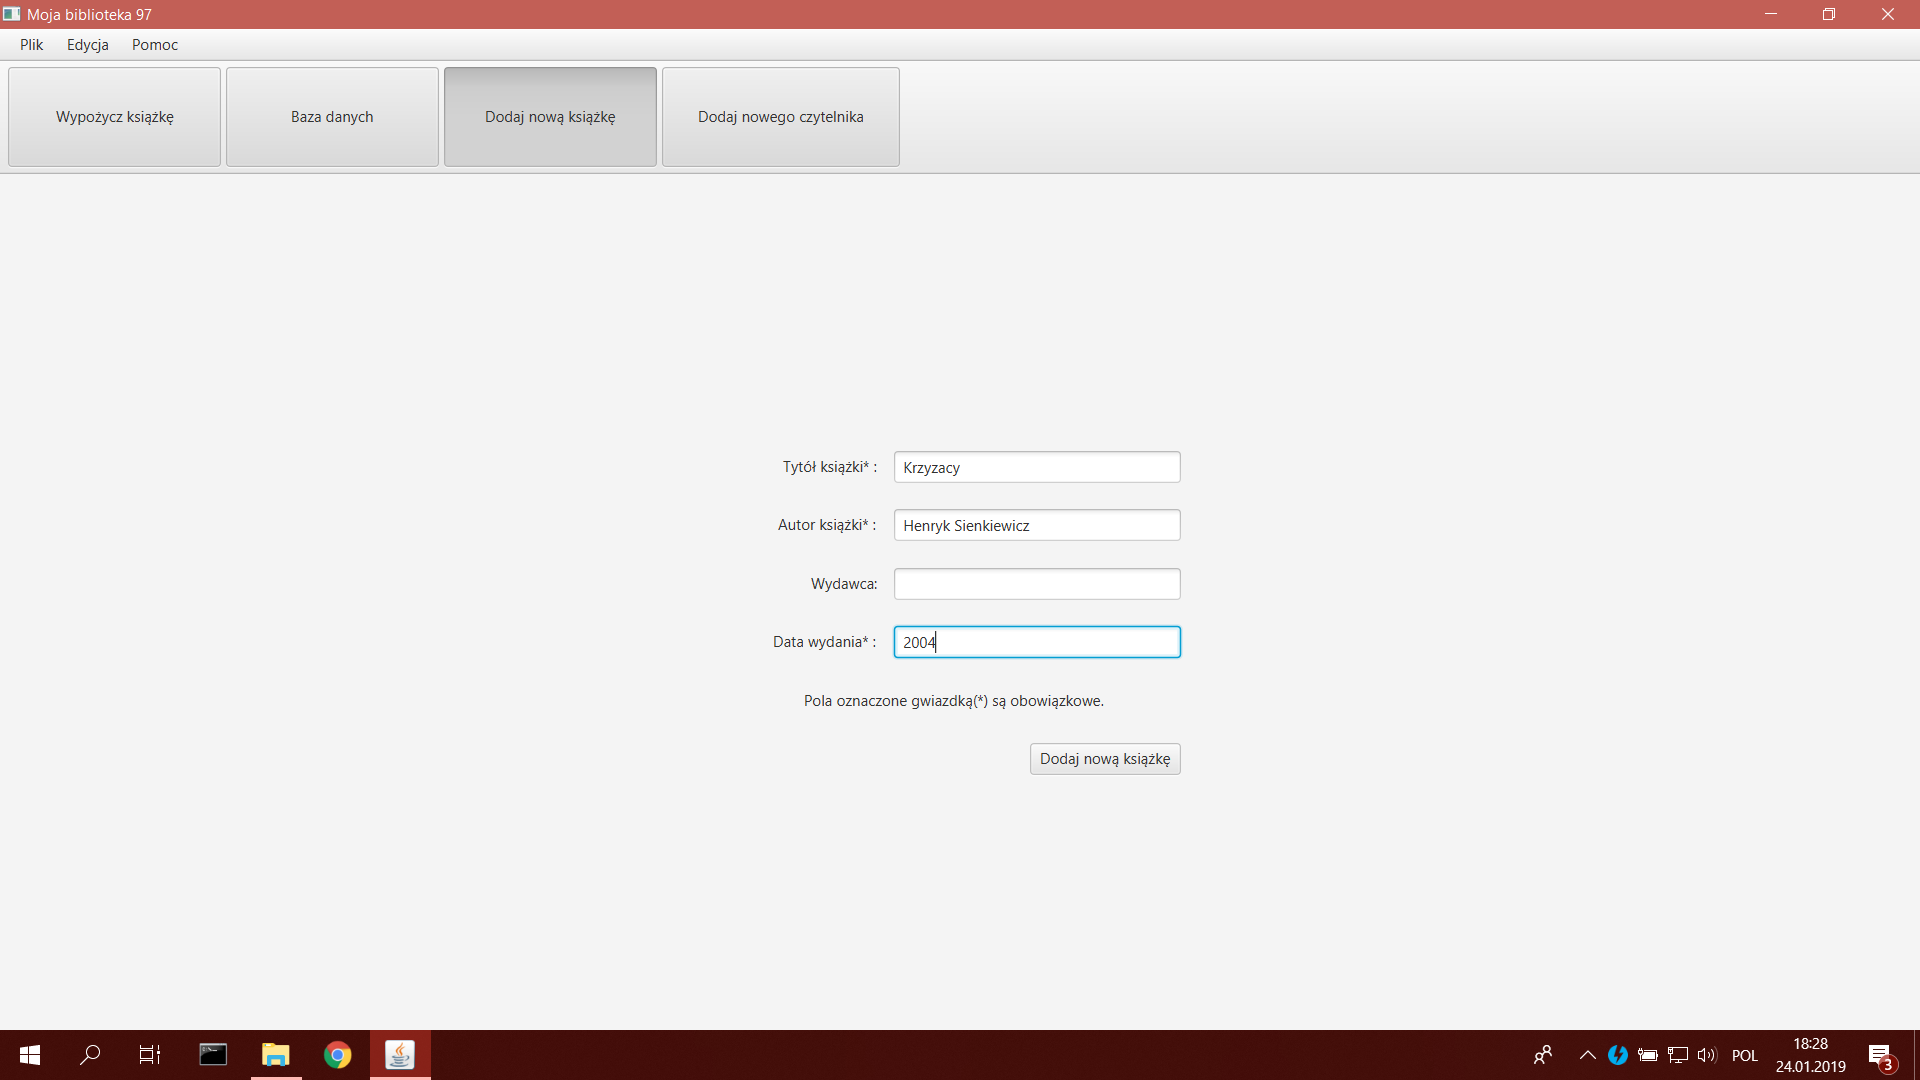 Moja biblioteka 97
Plik Edycja Pomoc
Wypożycz książkę Baza danych Dodaj nową książkę Dodaj nowego czytelnika
Tytół książki* : Krzyzacy
Autor książki* : Henryk Sienkiewicz
Wydawca:
Data wydania* : 2004
Pola oznaczone gwiazdką(*) są obowiązkowe.
Dodaj nową książkę
POL
18:28
24.01.2019
3